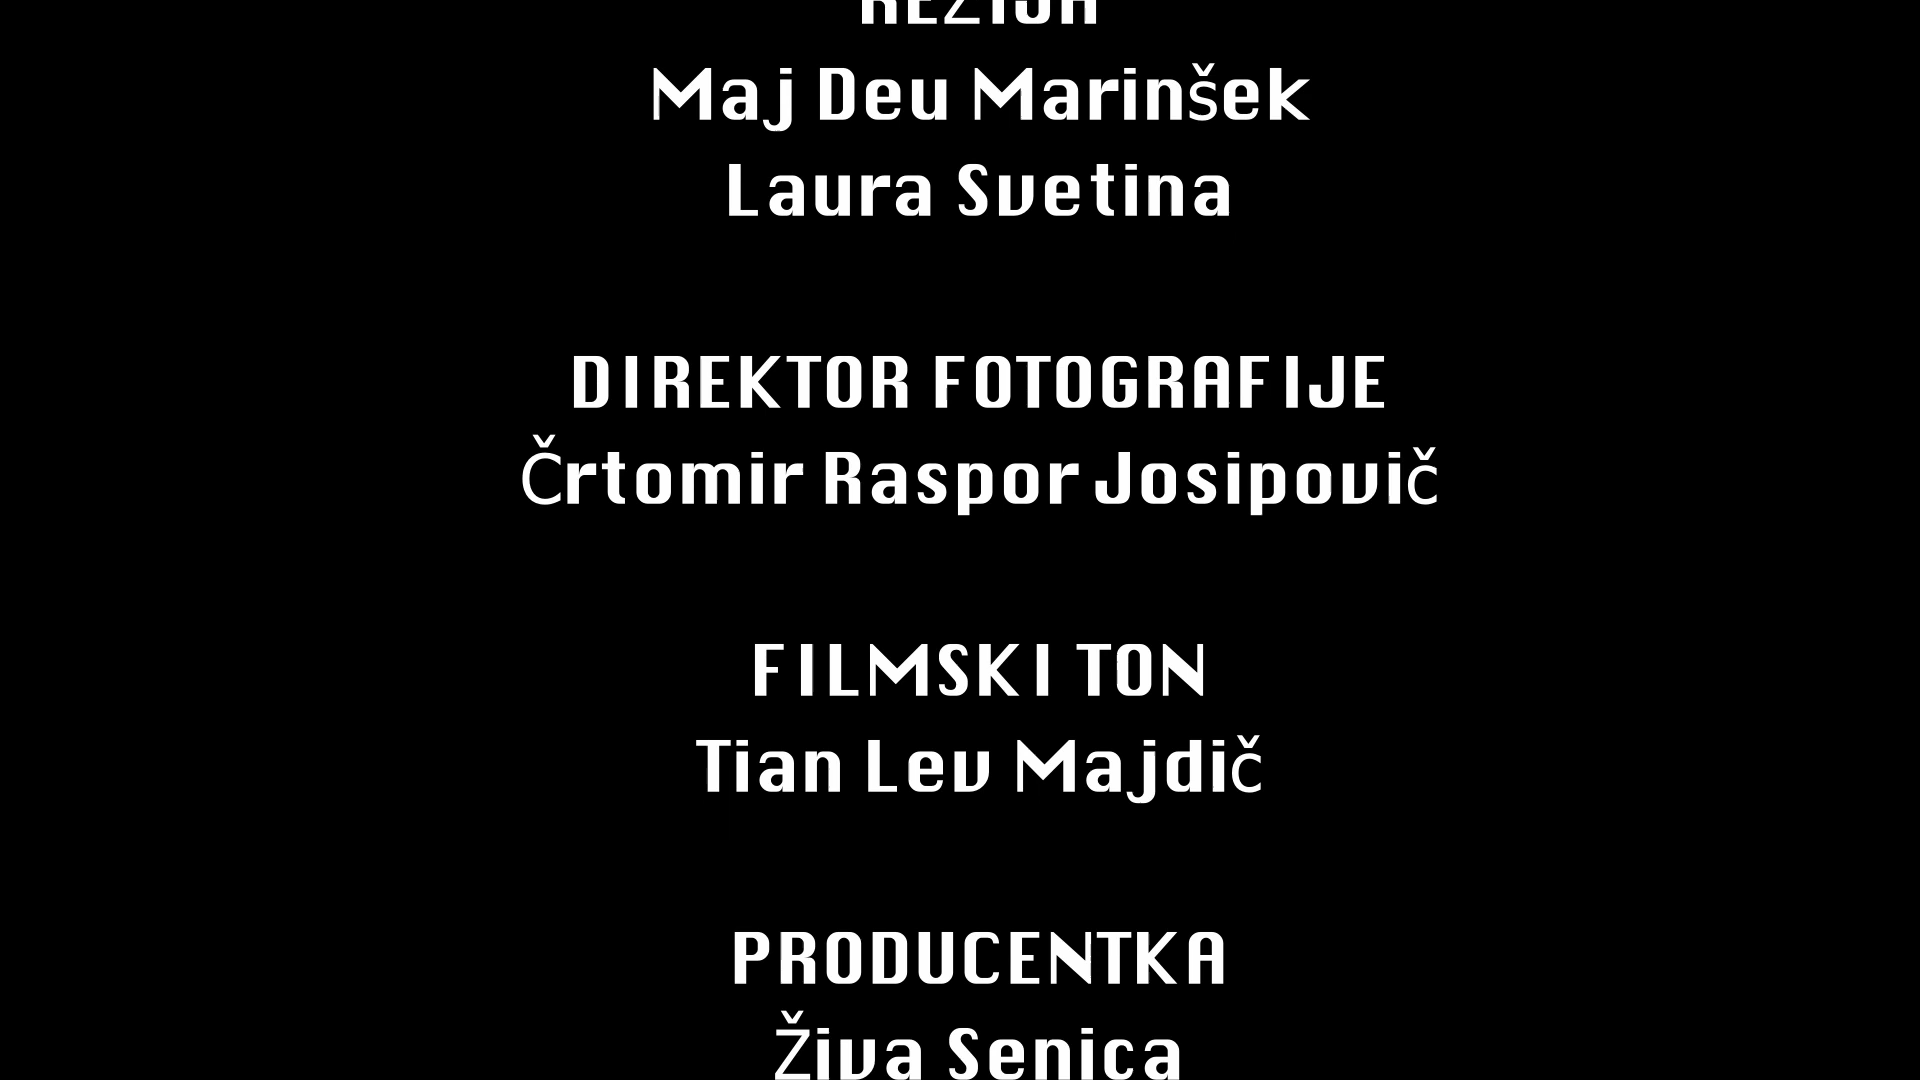 REŽIJA
Maj Deu Marinšek
Laura Svetina
DIREKTOR FOTOGRAFIJE
Črtomir Raspor Josipovič
FILMSKI TON
Tian Lev Majdič
PRODUCENTKA
Živa Senica